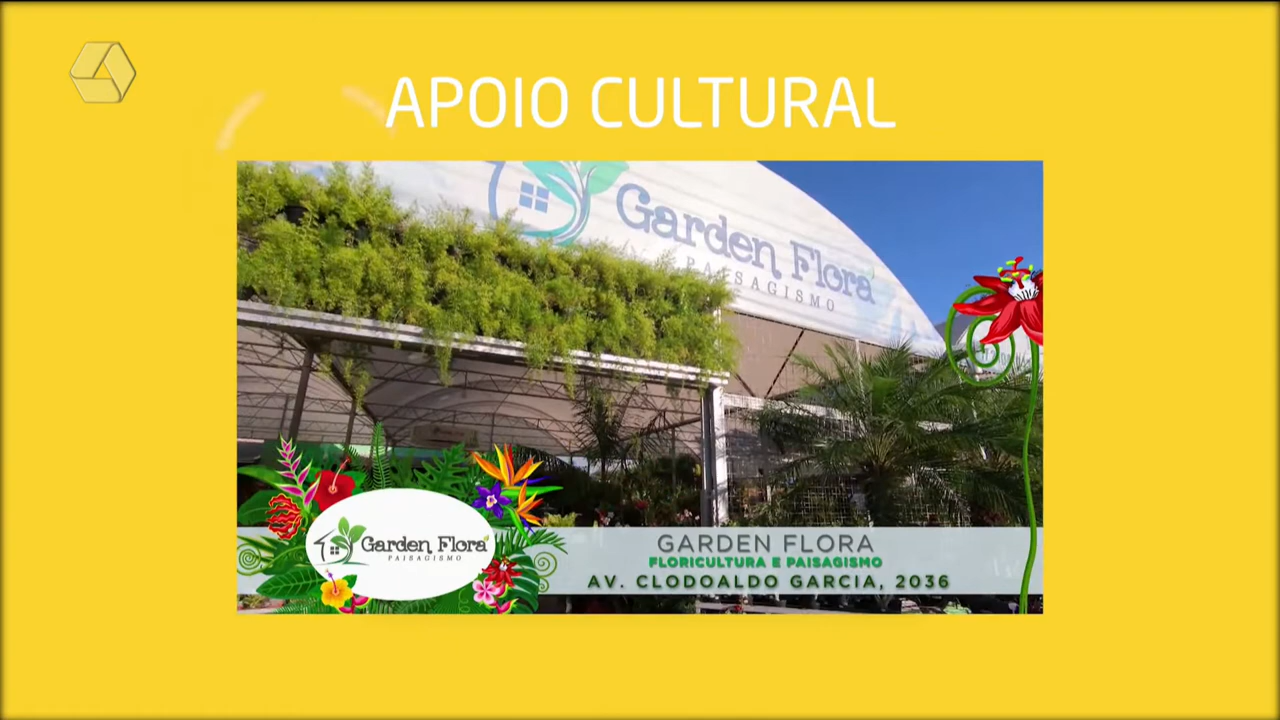 APOIO CULTURAL
Garden Flora
PAISAGISMO
Garden Flora
PAISAGISMO
GARDEN FLORA
FLORICULTURA E PAISAGISMO
AV. CLODOALDO GARCIA, 2036